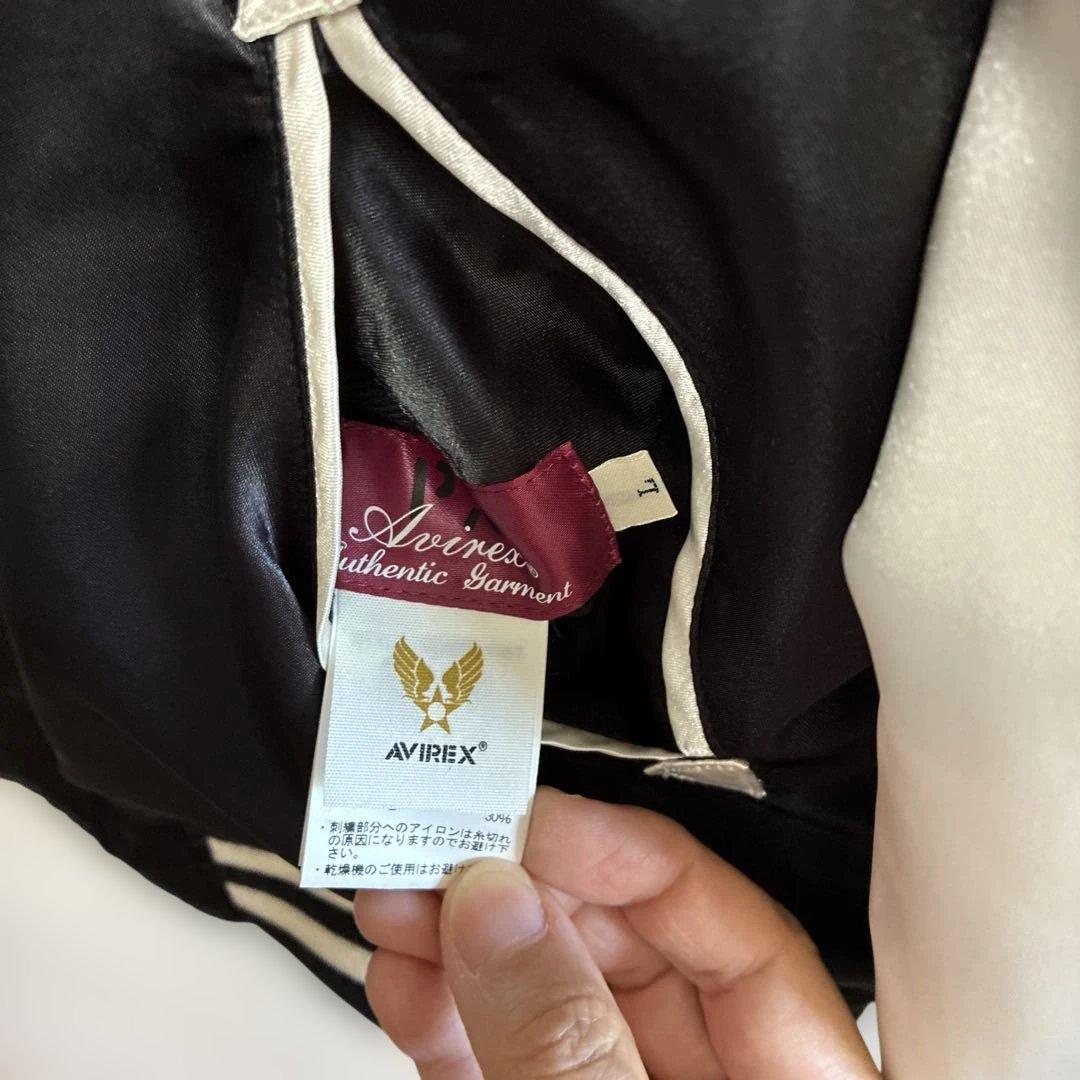 L
Avirex
Authentic Garment
AVIREX®
30%
・刺繍部分へのアイロンは糸切れ
の原因になりますのでお避け下
さい。
・乾燥機のご使用はお避け